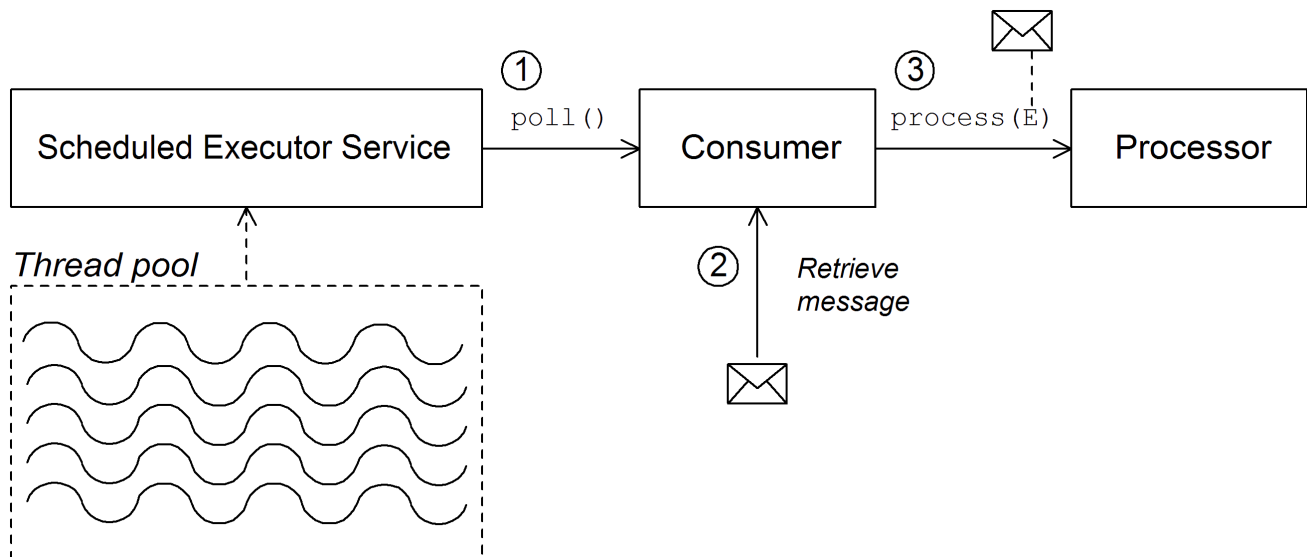 1
3
poll()
process(E)
Scheduled Executor Service
Consumer
Processor
Thread pool
2
Retrieve
message